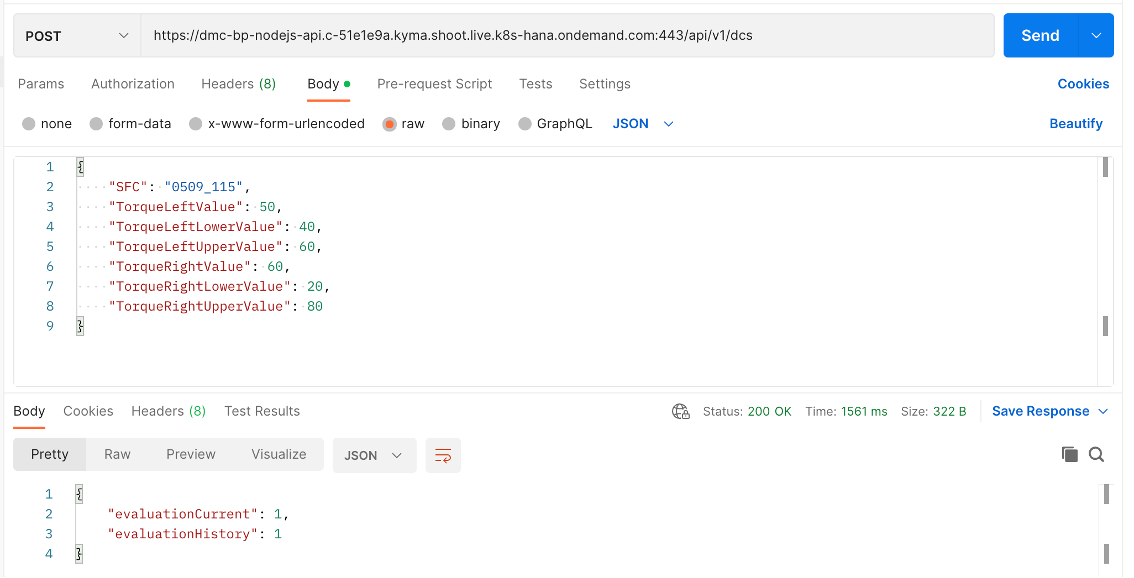 POST https://dmc-bp-nodejs-api.c-51e1e9a.kyma.shoot.live.k8s-hana.ondemand.com:443/api/v1/dcs Send
Params Authorization Headers (8) Body Pre-request Script Tests Settings Cookies
none form-data x-www-form-urlencoded raw binary GraphQL JSON Beautify
1 {
2 "SFC": "0509_115",
3 "TorqueLeftValue": 50,
4 "TorqueLeftLowerValue": 40,
5 "TorqueLeftUpperValue": 60,
6 "TorqueRightValue": 60,
7 "TorqueRightLowerValue": 20,
8 "TorqueRightUpperValue": 80
9 }
Body Cookies Headers (8) Test Results Status: 200 OK Time: 1561 ms Size: 322 B Save Response
Pretty Raw Preview Visualize JSON
1 {
2 "evaluationCurrent": 1,
3 "evaluationHistory": 1
4 }